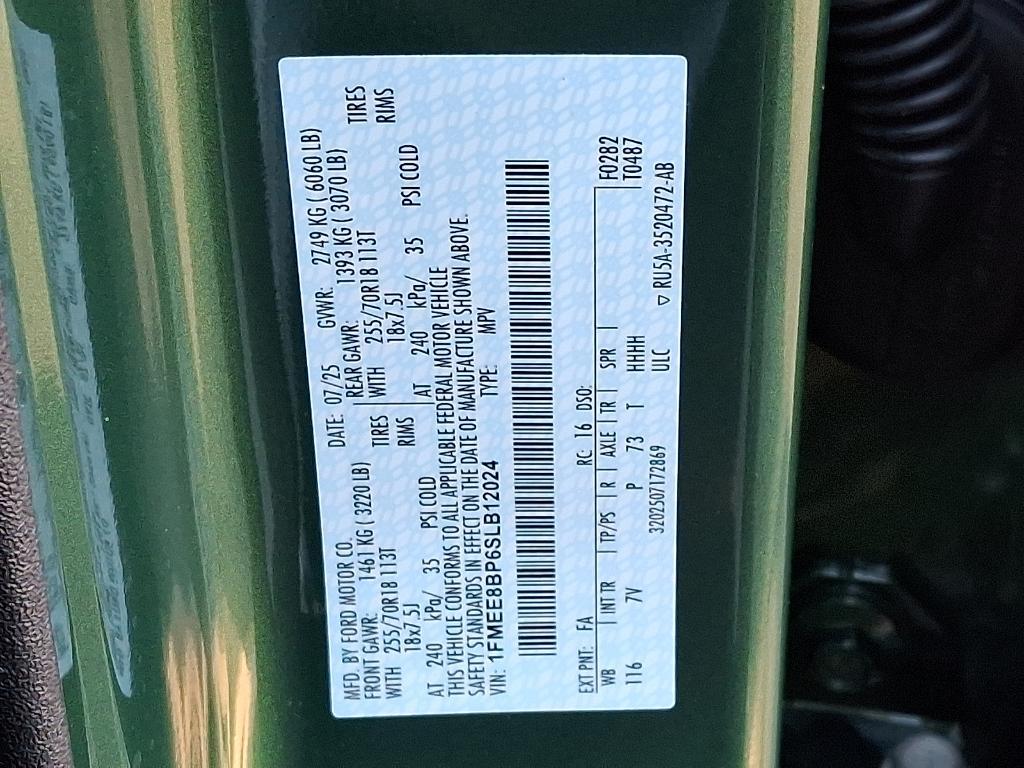 MFD. BY FORD MOTOR CO.
DATE: 07/25 GVWR: 2749 KG ( 6060 LB)
FRONT GAWR: 1461 KG ( 3220 LB)
REAR GAWR: 1393 KG ( 3070 LB)
WITH 255/70R18 113T TIRES
WITH 255/70R18 113T TIRES
18x7.5J RIMS
18x7.5J RIMS
AT 240 kPa/ 35 PSI COLD
AT 240 kPa/ 35 PSI COLD
THIS VEHICLE CONFORMS TO ALL APPLICABLE FEDERAL MOTOR VEHICLE
SAFETY STANDARDS IN EFFECT ON THE DATE OF MANUFACTURE SHOWN ABOVE.
VIN: 1FMEE8BP6SLB12024 TYPE: MPV
EXT PNT: FA RC: 16 DSO:
WB INT TR TP/PS R AXLE TR SPR F0282
116 7V P 73 T HHHH T0487
3202507172869 ULC
▽ RU5A-3520472-AB